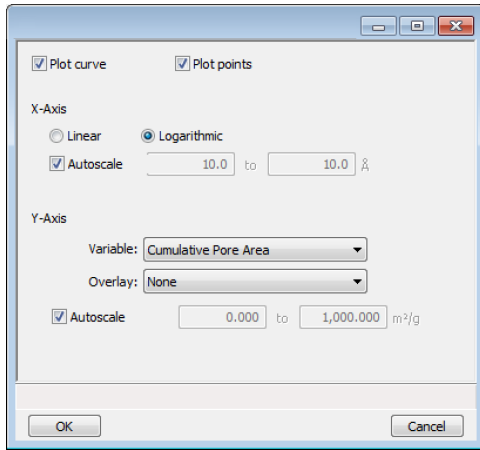 Plot curve Plot points
X-Axis
Linear Logarithmic
Autoscale 10.0 to 10.0 Å
Y-Axis
Variable: Cumulative Pore Area
Overlay: None
Autoscale 0.000 to 1,000.000 m²/g
OK Cancel